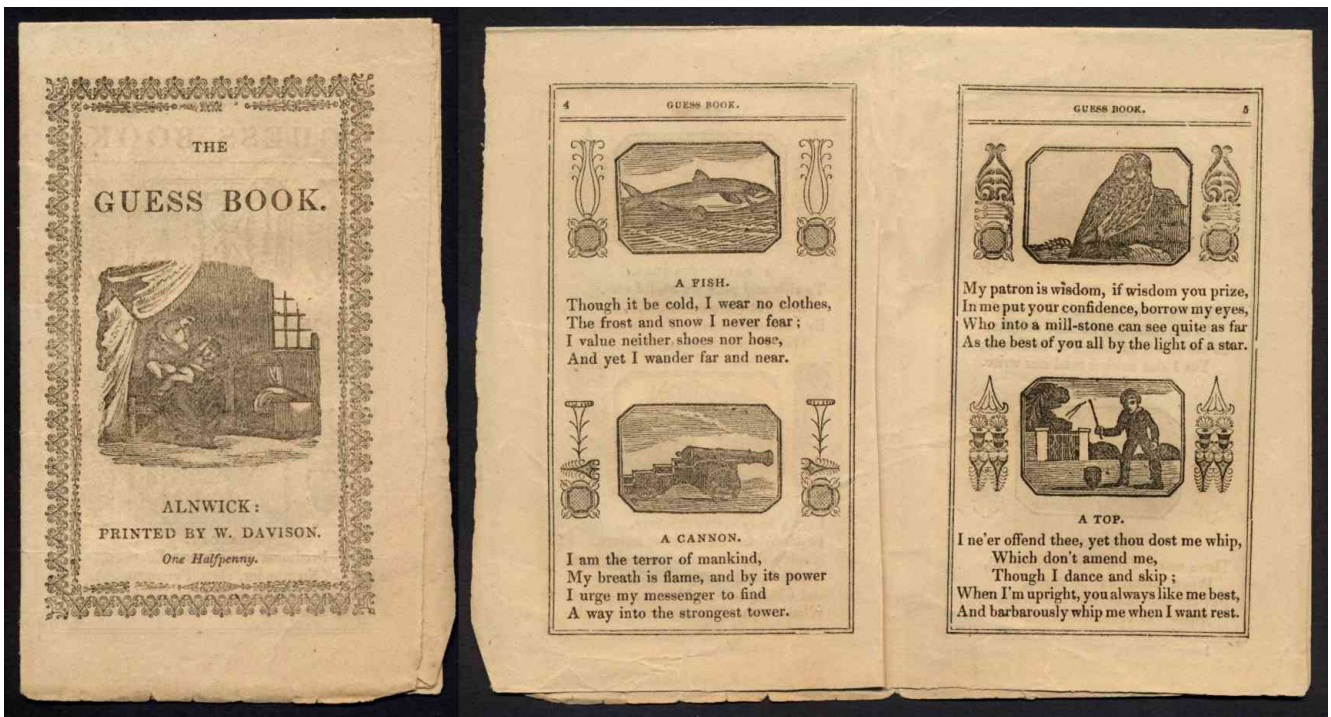 THE
GUESS BOOK.
ALNWICK:
PRINTED BY W. DAVISON.
One Halfpenny.
4 GUESS BOOK.
A FISH.
Though it be cold, I wear no clothes,
The frost and snow I never fear;
I value neither shoes nor hose,
And yet I wander far and near.
A CANNON.
I am the terror of mankind,
My breath is flame, and by its power
I urge my messenger to find
A way into the strongest tower.
GUESS BOOK. 5
My patron is wisdom, if wisdom you prize,
In me put your confidence, borrow my eyes,
Who into a mill-stone can see quite as far
As the best of you all by the light of a star.
A TOP.
I ne'er offend thee, yet thou dost me whip,
Which don't amend me,
Though I dance and skip;
When I'm upright, you always like me best,
And barbarously whip me when I want rest.